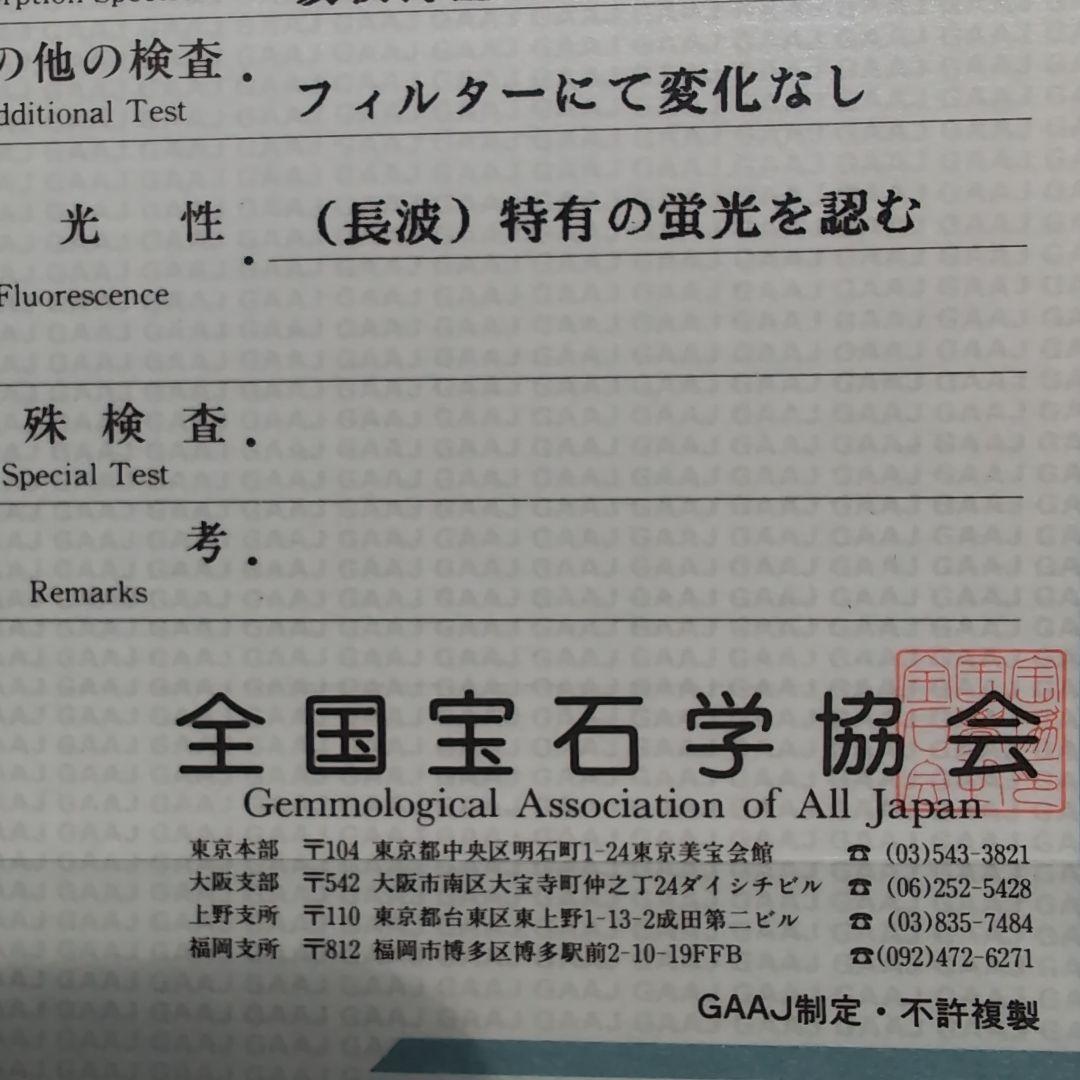 の他の検査 . フィルターにて変化なし
dditional Test
光 性 . (長波)特有の蛍光を認む
Fluorescence
殊 検 査 .
Special Test
考 .
Remarks
全国宝石学協会
Gemmological Association of All Japan
東京本部 〒104 東京都中央区明石町1-24東京美宝会館 ☎ (03)543-3821
大阪支部 〒542 大阪市南区大宝寺町仲之丁24ダイシチビル ☎ (06)252-5428
上野支所 〒110 東京都台東区東上野1-13-2成田第二ビル ☎ (03)835-7484
福岡支所 〒812 福岡市博多区博多駅前2-10-19FFB ☎(092)472-6271
GAAJ制定・不許複製